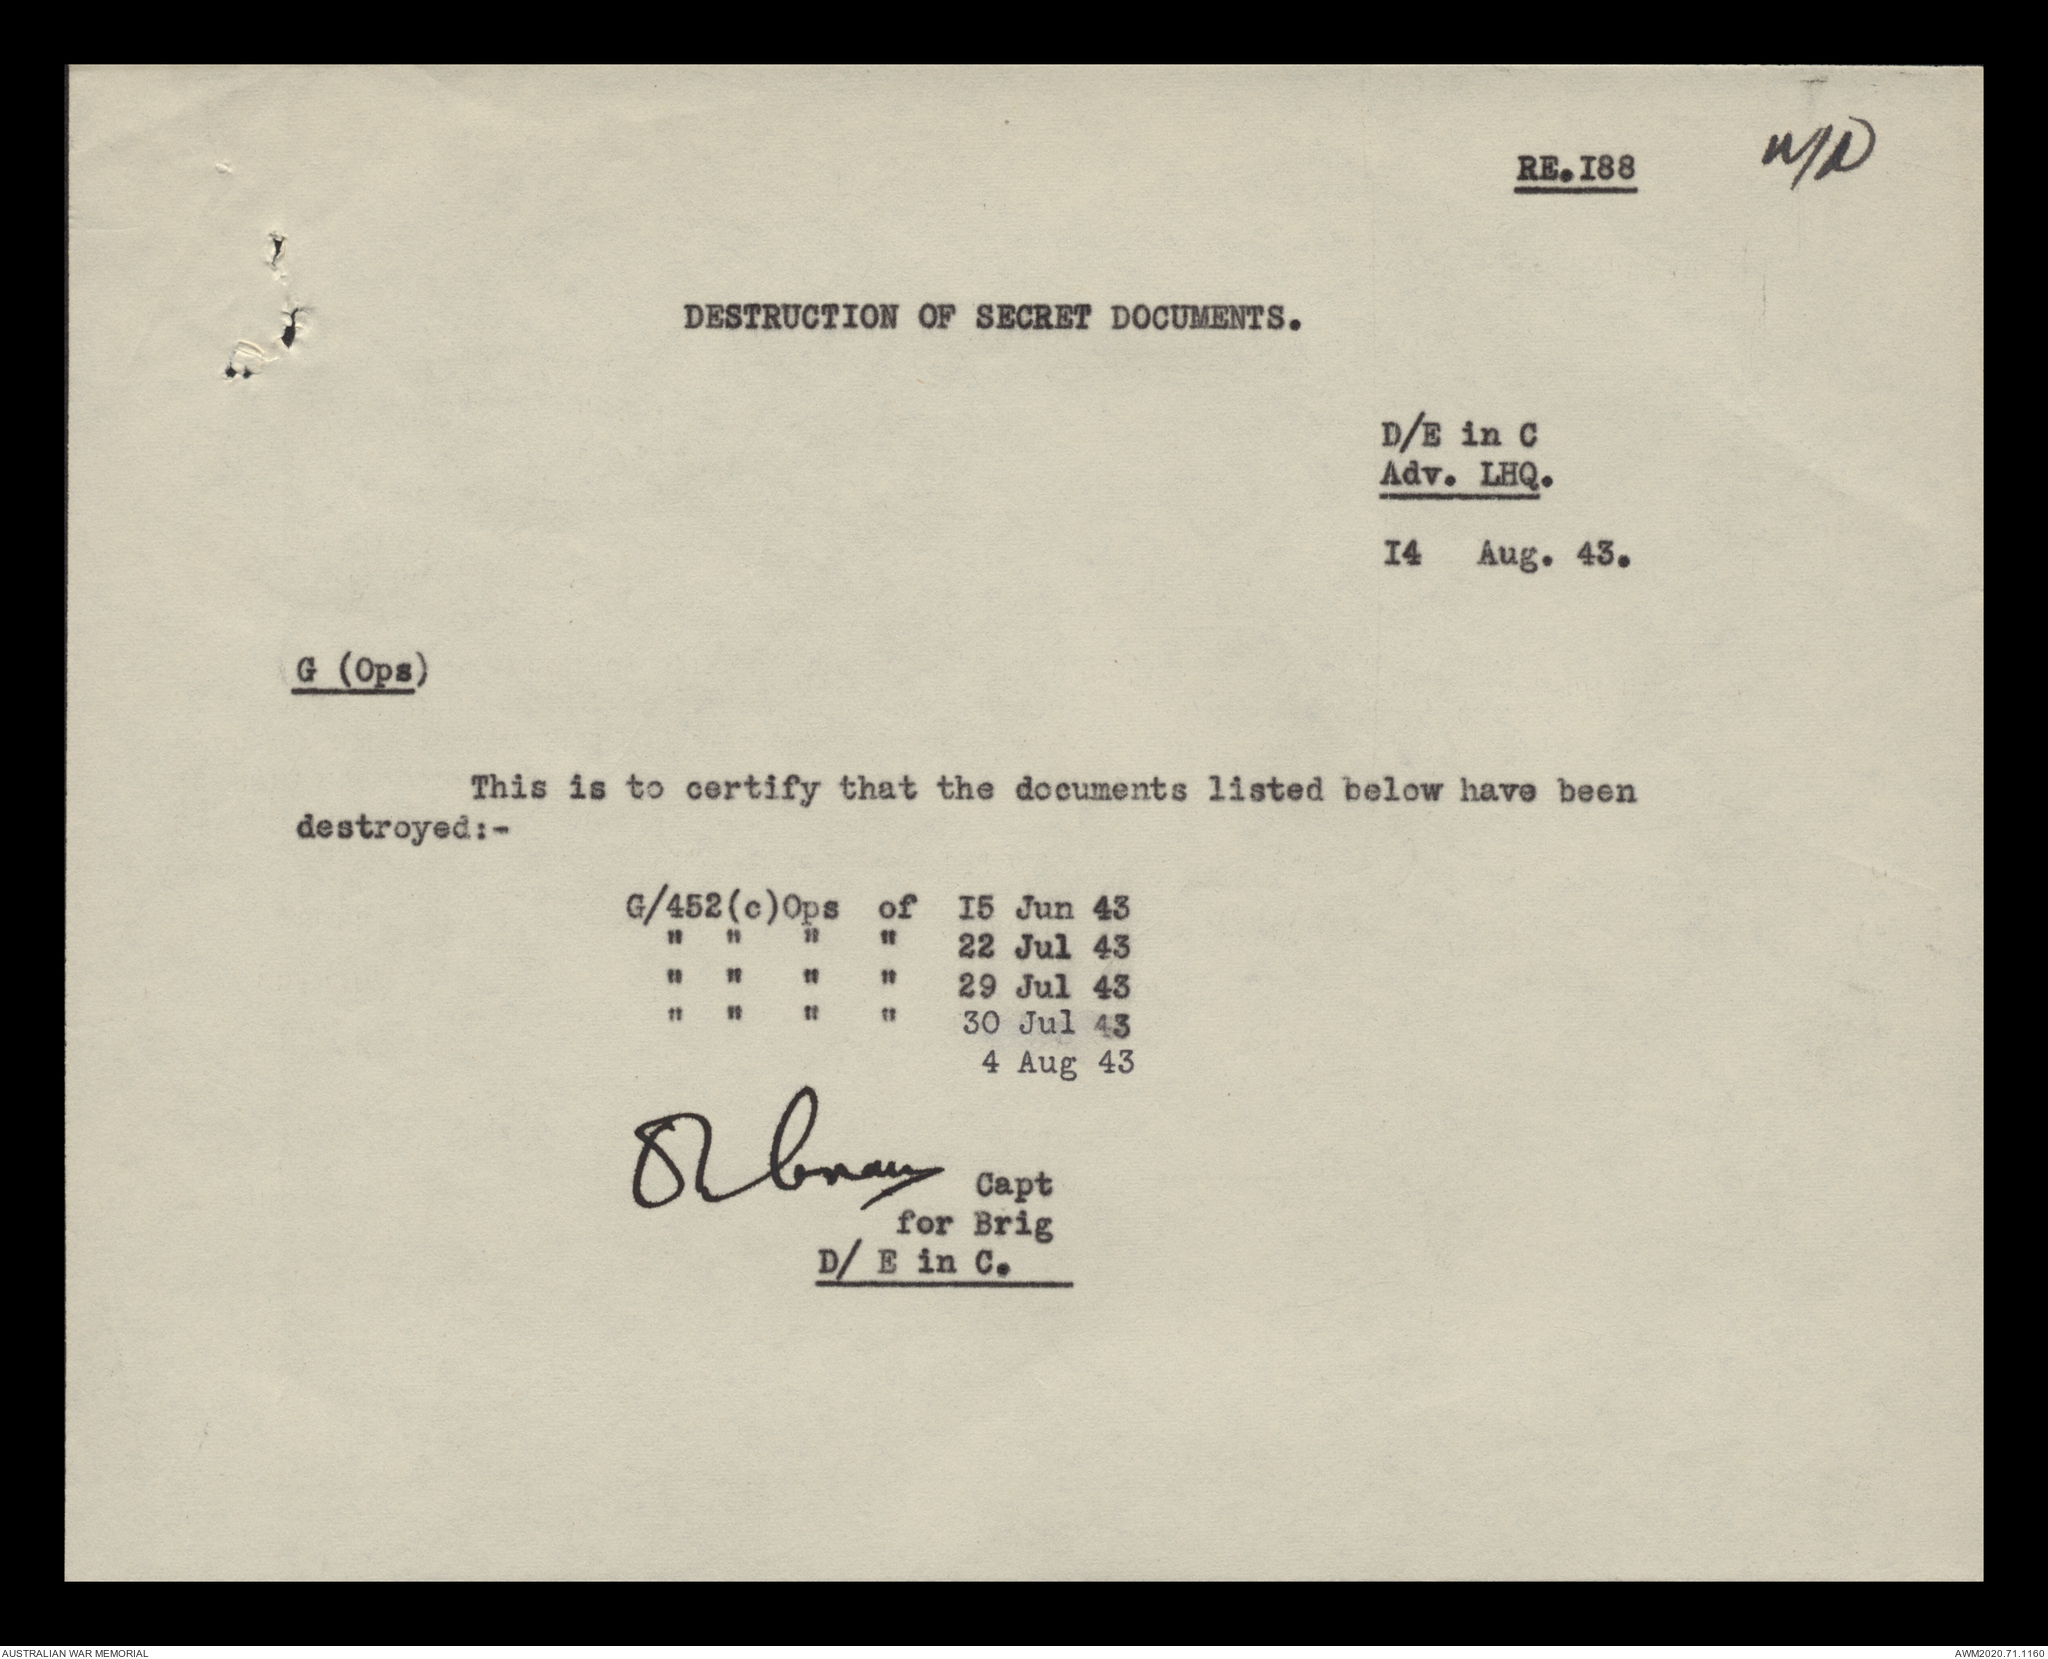 RE.I88
DESTRUCTION OF SECRET DOCUMENTS.
D/E in C
Adv. LHQ.
I4 Aug. 43.
G (Ops)
This is to certify that the documents listed below have been
destroyed:-
G/452(c)Ops of I5 Jun 43
" " " " 22 Jul 43
" " " " 29 Jul 43
" " " " 30 Jul 43
4 Aug 43
Capt
for Brig
D/ E in C.
AUSTRALIAN WAR MEMORIAL
AWM2020.71.1160